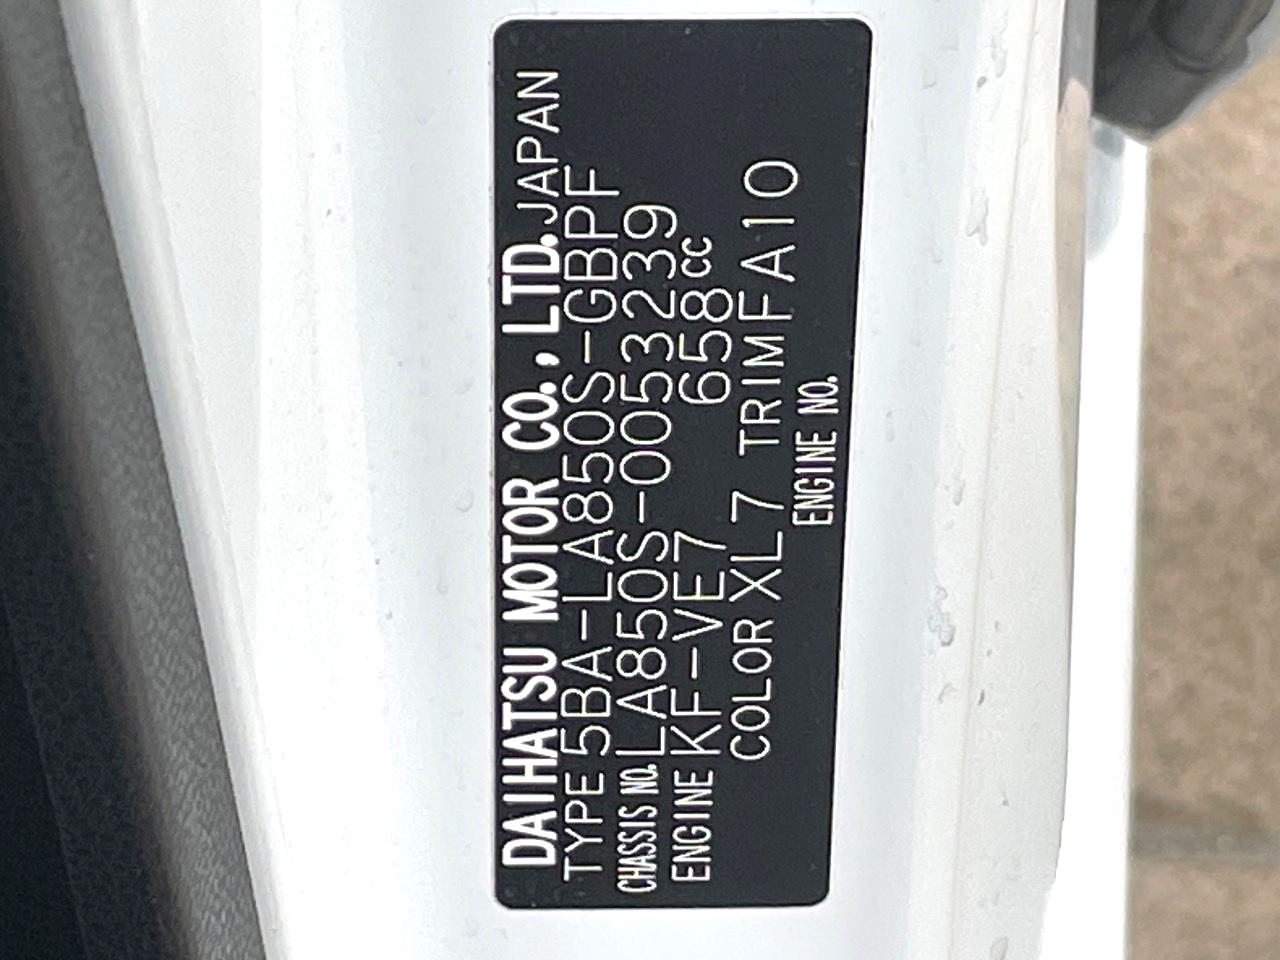 DAIHATSU MOTOR CO., LTD. JAPAN
TYPE 5BA-LA850S-GBPF
CHASSIS NO. LA850S-0053239
ENGINE KF-VE7 658cc
COLOR XL7 TRIM FA10
ENGINE NO.